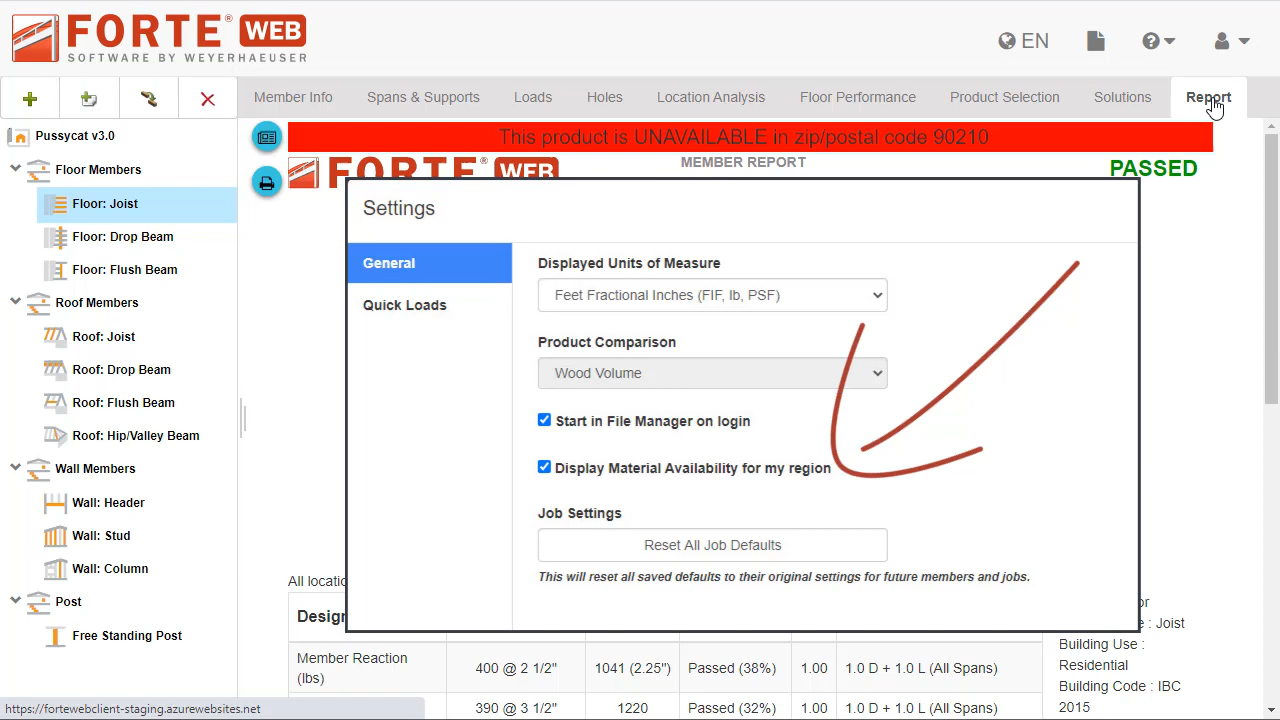 FORTE® WEB
SOFTWARE BY WEYERHAEUSER
EN
Member Info
Spans & Supports
Loads
Holes
Location Analysis
Floor Performance
Product Selection
Solutions
Report
Pussycat v3.0
Floor Members
Floor: Joist
Floor: Drop Beam
Floor: Flush Beam
Roof Members
Roof: Joist
Roof: Drop Beam
Roof: Flush Beam
Roof: Hip/Valley Beam
Wall Members
Wall: Header
Wall: Stud
Wall: Column
Post
Free Standing Post
https://fortewebclient-staging.azurewebsites.net
This product is UNAVAILABLE in zip/postal code 90210
FORTE® WEB
MEMBER REPORT
PASSED
Settings
General
Quick Loads
Displayed Units of Measure
Feet Fractional Inches (FIF, lb, PSF)
Product Comparison
Wood Volume
Start in File Manager on login
Display Material Availability for my region
Job Settings
Reset All Job Defaults
This will reset all saved defaults to their original settings for future members and jobs.
All
: Joist
Building Use :
Residential
Building Code : IBC
2015
Member Reaction (lbs)
400 @ 2 1/2"
1041 (2.25")
Passed (38%)
1.00
1.0 D + 1.0 L (All Spans)
390 @ 3 1/2"
1220
Passed (32%)
1.00
1.0 D + 1.0 L (All Spans)